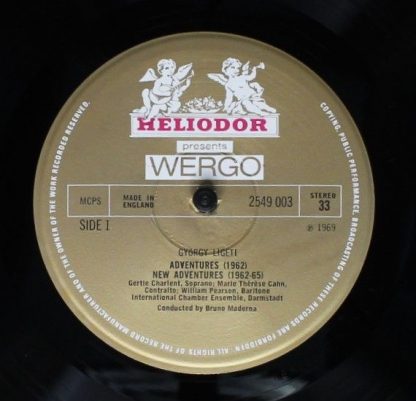 HELIODOR
presents
WERGO
MCPS
MADE IN
ENGLAND
2549 003
STEREO
33
SIDE I
℗ 1969
GYÖRGY LIGETI
ADVENTURES (1962)
NEW ADVENTURES (1962-65)
Gertie Charlent, Soprano; Marie Thérèse Cahn,
Contralto; William Pearson, Baritone
International Chamber Ensemble, Darmstadt
Conducted by Bruno Maderna
ALL RIGHTS OF THE RECORD MANUFACTURER AND OF THE OWNER OF THE WORK RECORDED RESERVED.
COPYING, PUBLIC PERFORMANCE, BROADCASTING OF THESE RECORDS ARE FORBIDDEN